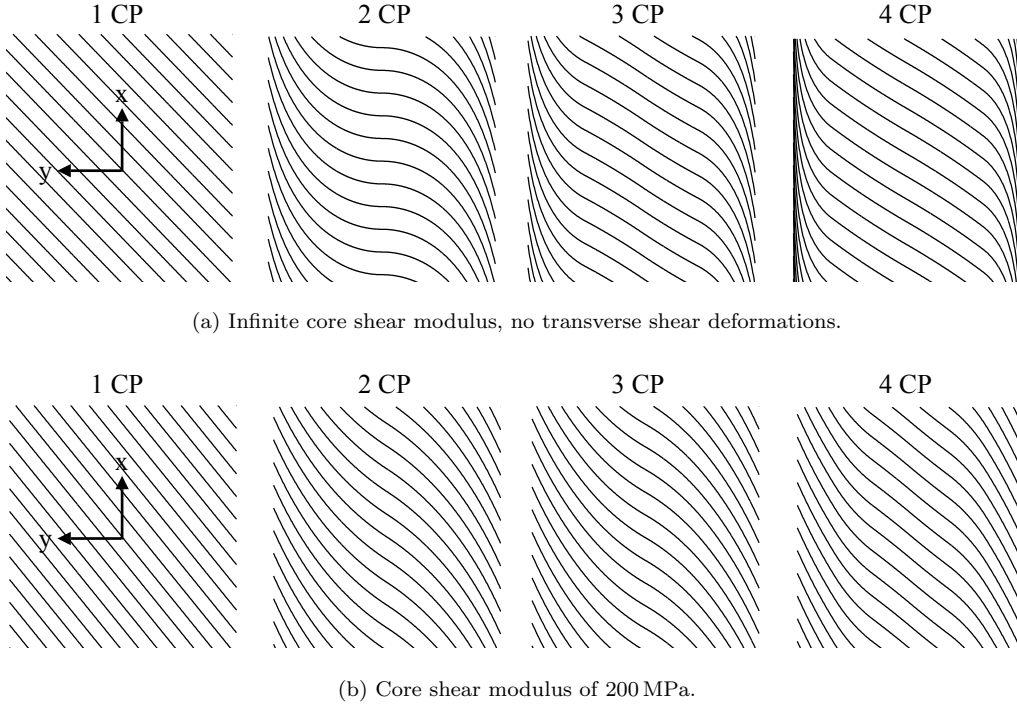 1 CP 2 CP 3 CP 4 CP
x
y
(a) Infinite core shear modulus, no transverse shear deformations.
1 CP 2 CP 3 CP 4 CP
x
y
(b) Core shear modulus of 200 MPa.